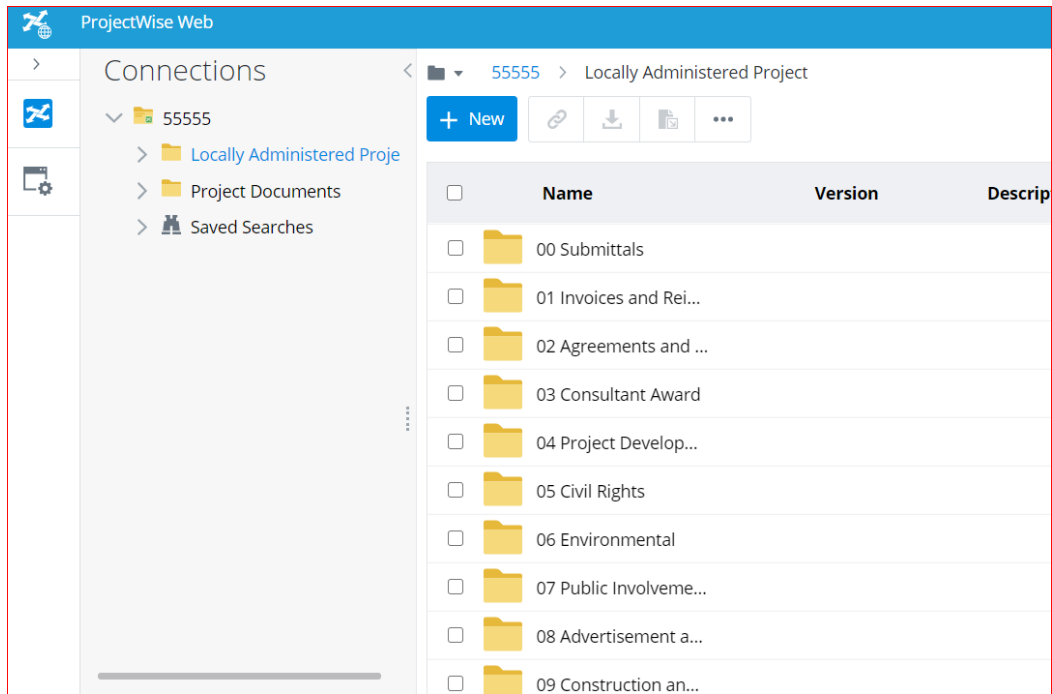 ProjectWise Web
Connections
55555
Locally Administered Proje
Project Documents
Saved Searches
55555 > Locally Administered Project
+ New
Name Version Descrip
00 Submittals
01 Invoices and Rei...
02 Agreements and ...
03 Consultant Award
04 Project Develop...
05 Civil Rights
06 Environmental
07 Public Involveme...
08 Advertisement a...
09 Construction an...